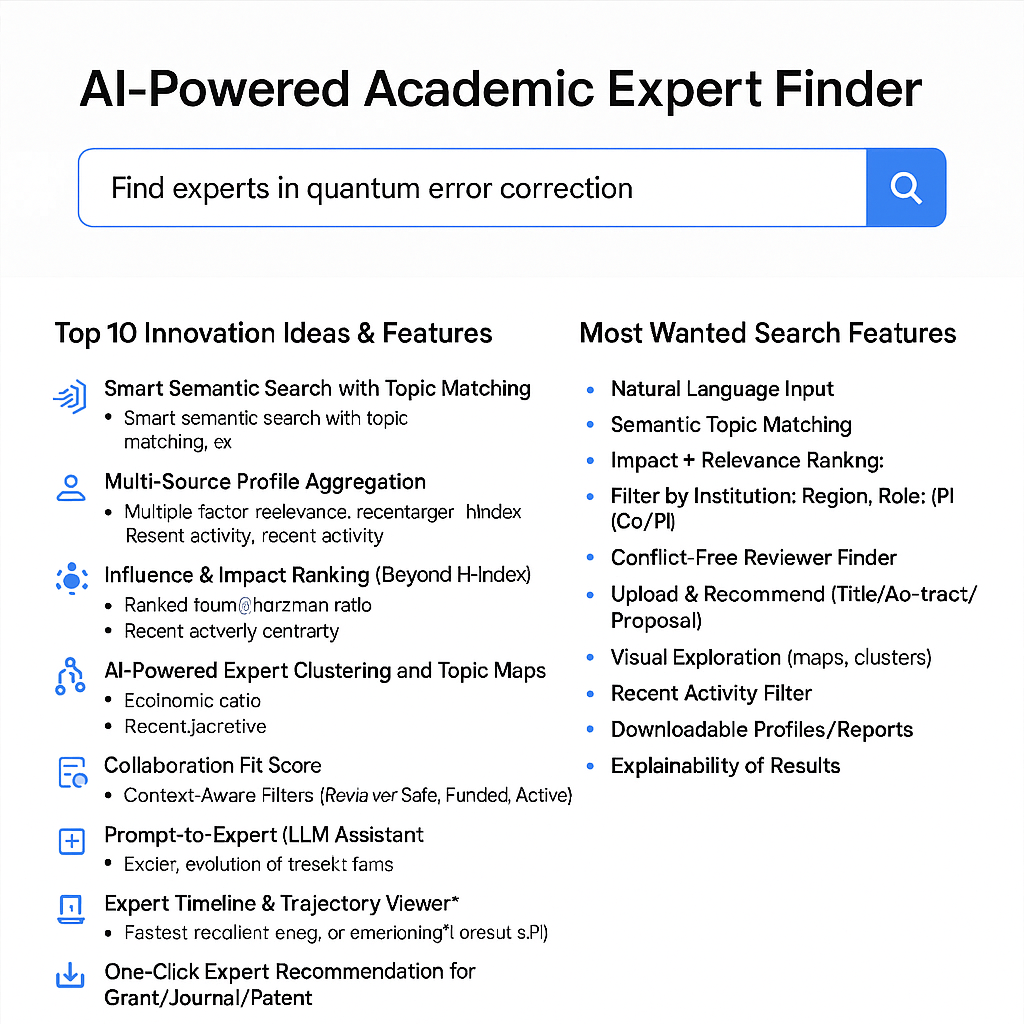 AI-Powered Academic Expert Finder
Find experts in quantum error correction
Top 10 Innovation Ideas & Features
Smart Semantic Search with Topic Matching
• Smart semantic search with topic
matching, ex
Multi-Source Profile Aggregation
• Multiple factor reelevance. recentarger hIndex
Resent activity, recent activity
Influence & Impact Ranking (Beyond H-Index)
• Ranked harzman ratlo
• Recent actverly centrarty
AI-Powered Expert Clustering and Topic Maps
• Ecoinomic catio
• Recent.jacretive
Collaboration Fit Score
• Context-Aware Filters (Revia ver Safe, Funded, Active)
Prompt-to-Expert (LLM Assistant
• Excier, evolution of tresekt fams
Expert Timeline & Trajectory Viewer*
• Fastest recalient eneg, or emerioning*l oresut s.PI)
One-Click Expert Recommendation for
Grant/Journal/Patent
Most Wanted Search Features
• Natural Language Input
• Semantic Topic Matching
• Impact + Relevance Rankng:
• Filter by Institution: Region, Role: (PI
(Co/PI)
• Conflict-Free Reviewer Finder
• Upload & Recommend (Title/Ao-tract/
Proposal)
• Visual Exploration (maps, clusters)
• Recent Activity Filter
• Downloadable Profiles/Reports
• Explainability of Results